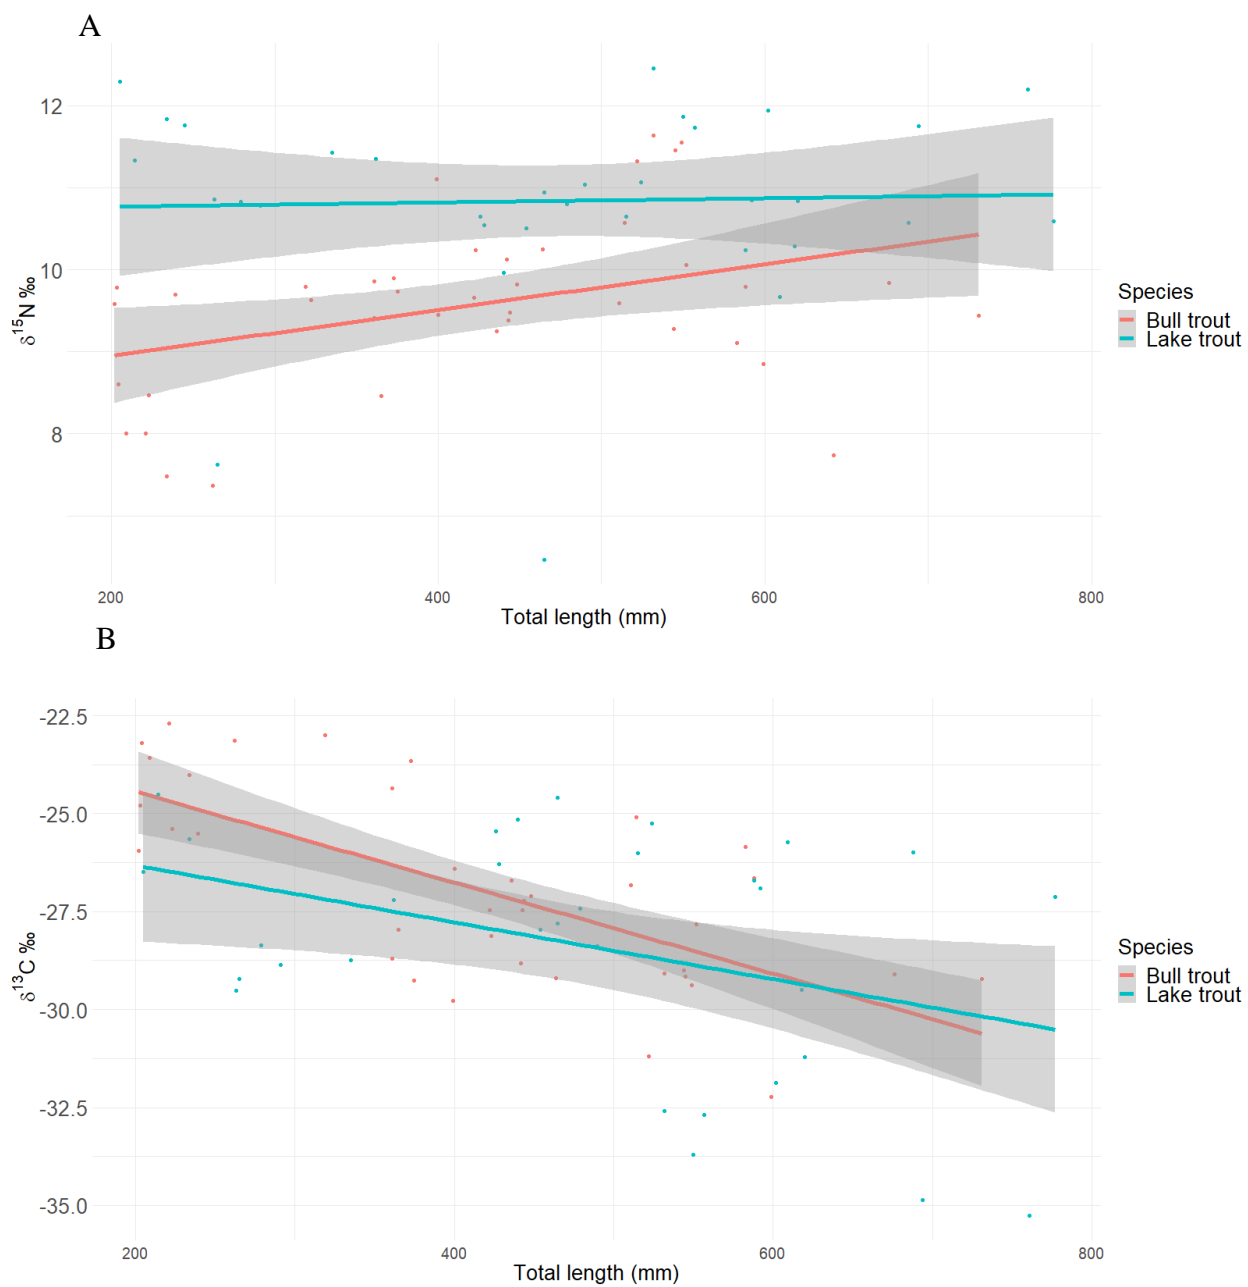 A
12
10
8
δ15N ‰
200 400 600 800
Total length (mm)
Species
Bull trout
Lake trout
B
-22.5
-25.0
-27.5
-30.0
-32.5
-35.0
δ13C ‰
200 400 600 800
Total length (mm)
Species
Bull trout
Lake trout